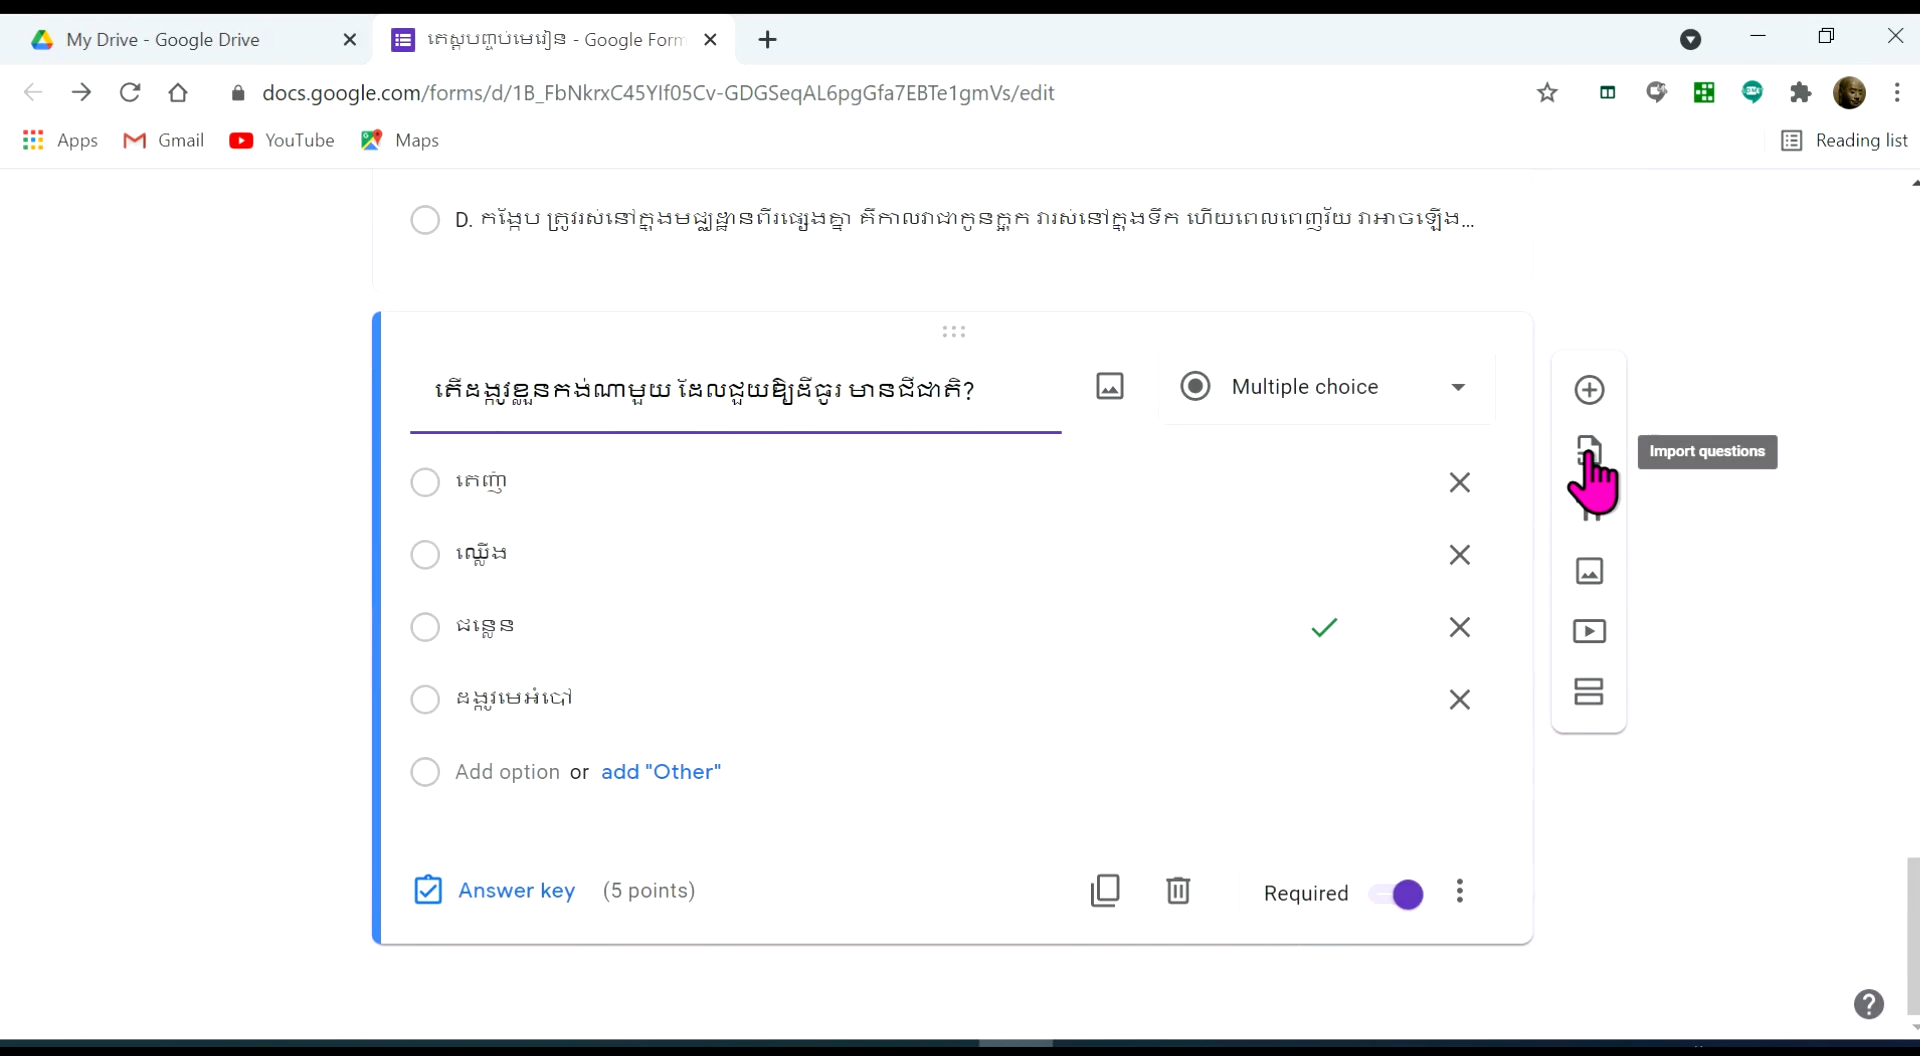 My Drive - Google Drive
តេស្តបញ្ចប់មេរៀន - Google Form
docs.google.com/forms/d/1B_FbNkrxC45YIf05Cv-GDGSeqAL6pgGfa7EBTe1gmVs/edit
Apps
Gmail
YouTube
Maps
Reading list
D. កង្កែប ត្រូវរស់នៅក្នុងមជ្ឈដ្ឋានពីរផ្សេងគ្នា គឺកាលវាជាកូនក្អុក វារស់នៅក្នុងទឹក ហើយពេលពេញវ័យ វាអាចឡើង...
តើដង្កូវខ្លួនកង់ណាមួយ ដែលជួយឱ្យដីធូរ មានជីជាតិ?
Multiple choice
Import questions
តេញ៉ា
ឈ្លើង
ជន្លេន
ដង្កូវមេអំបៅ
Add option or add "Other"
Answer key (5 points)
Required